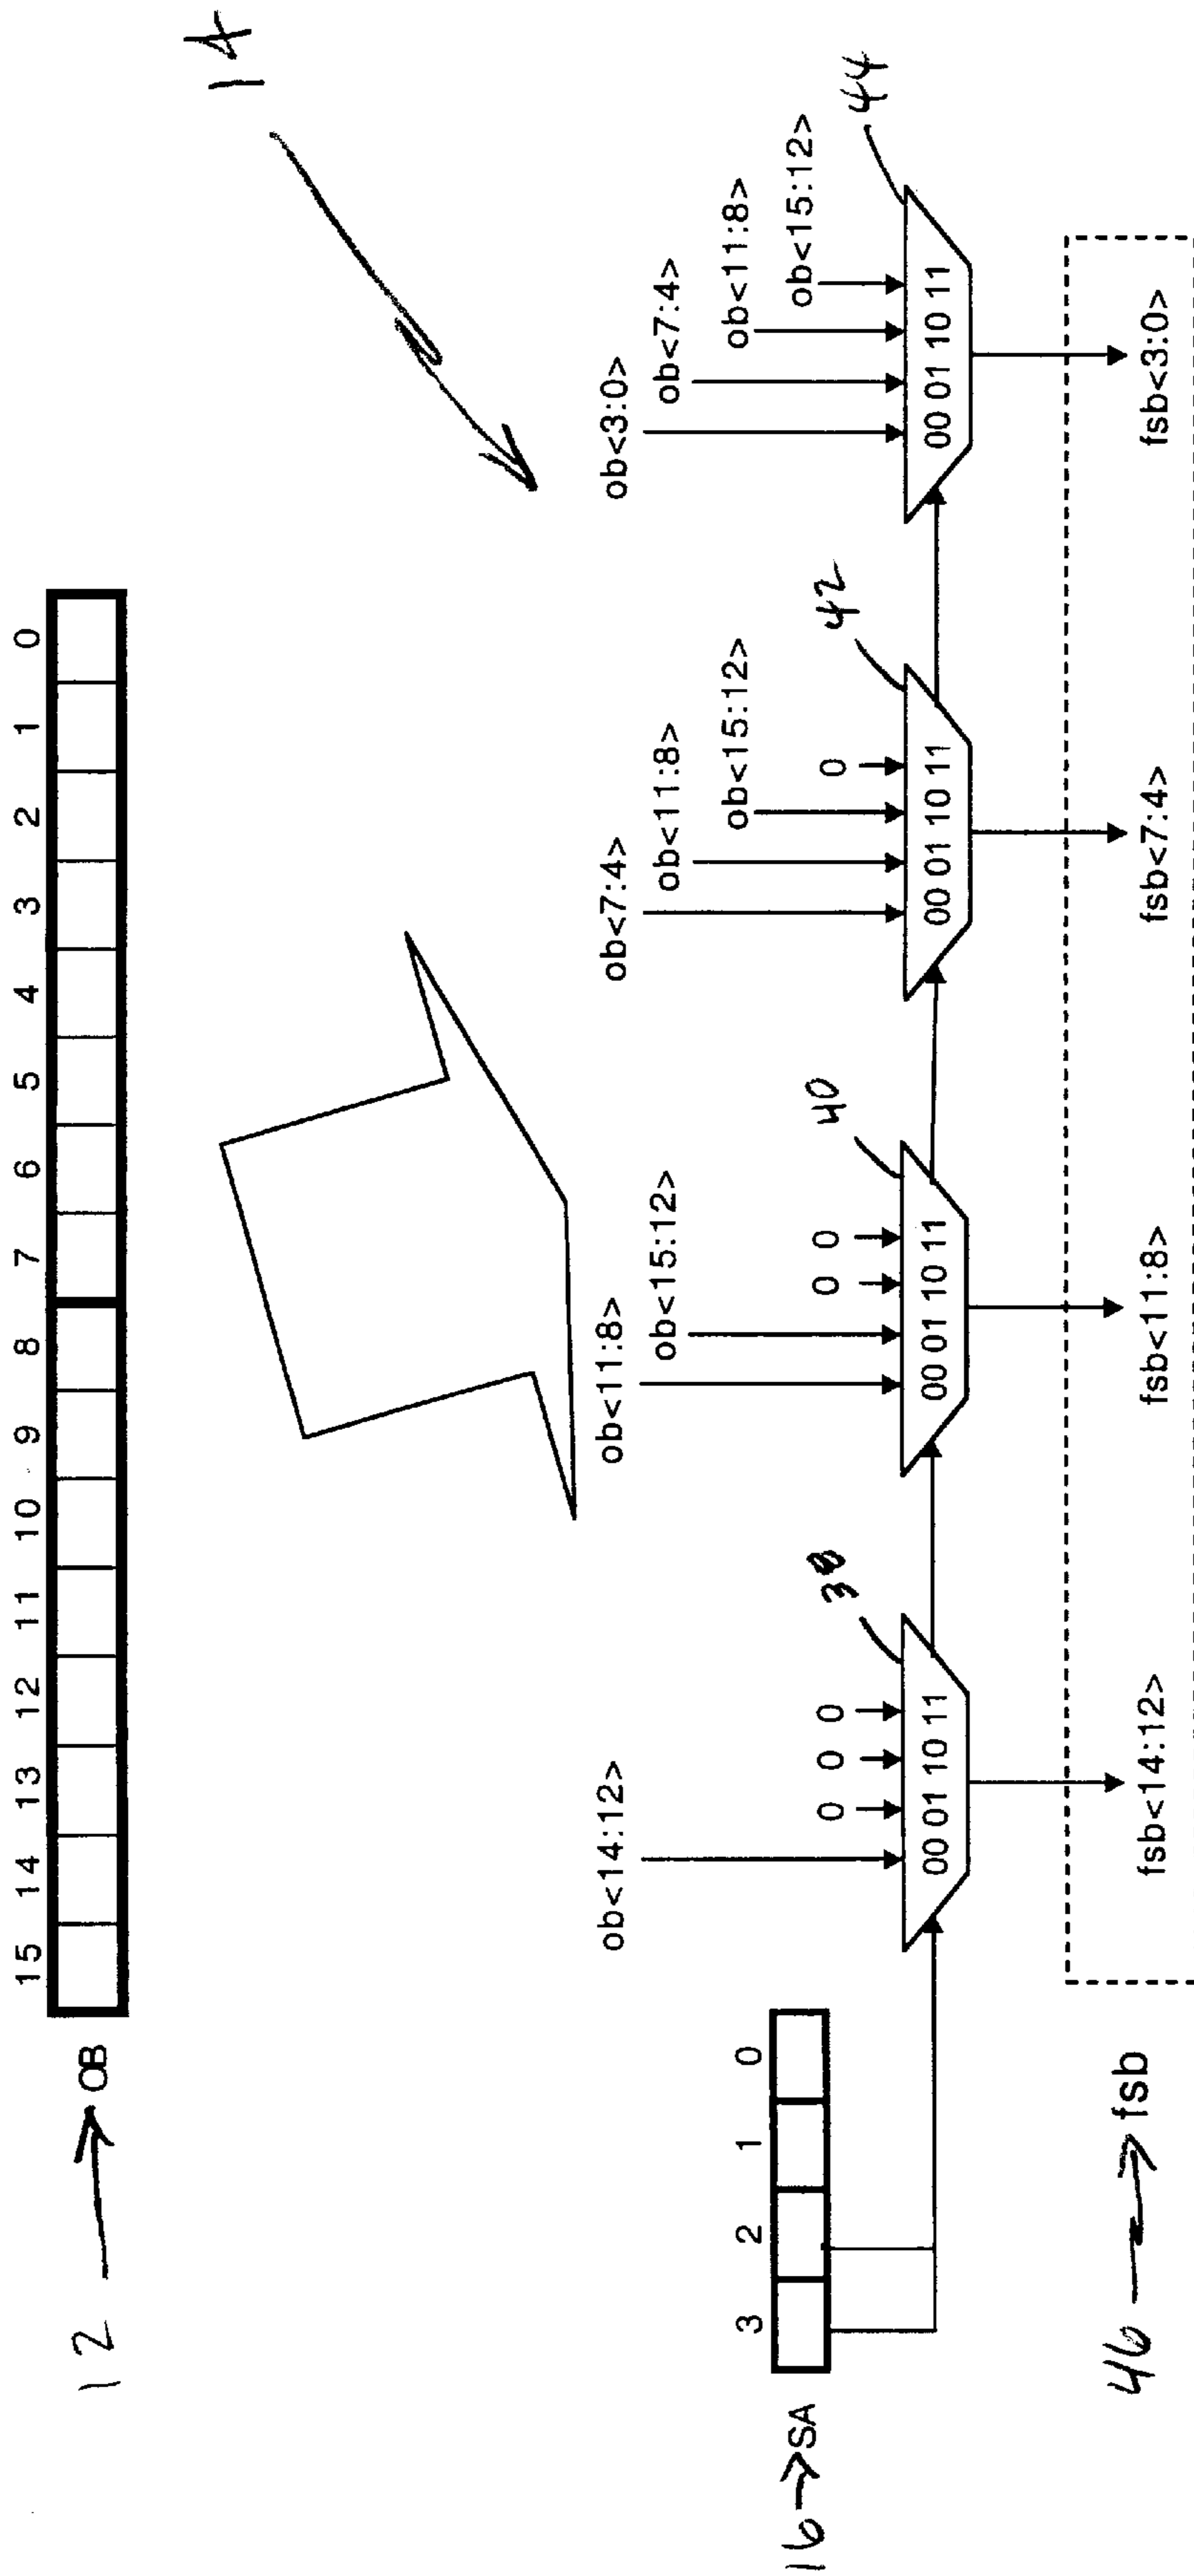 14
15 14 13 12 11 10 9 8 7 6 5 4 3 2 1 0
12 OB
ob<14:12> 0 0 0
ob<11:8> ob<15:12> 0 0
ob<7:4> ob<11:8> ob<15:12> 0
ob<3:0> ob<7:4> ob<11:8> ob<15:12>
3 2 1 0
16 SA
38 40 42 44
00 01 10 11
00 01 10 11
00 01 10 11
00 01 10 11
46 fsb
fsb<14:12> fsb<11:8> fsb<7:4> fsb<3:0>